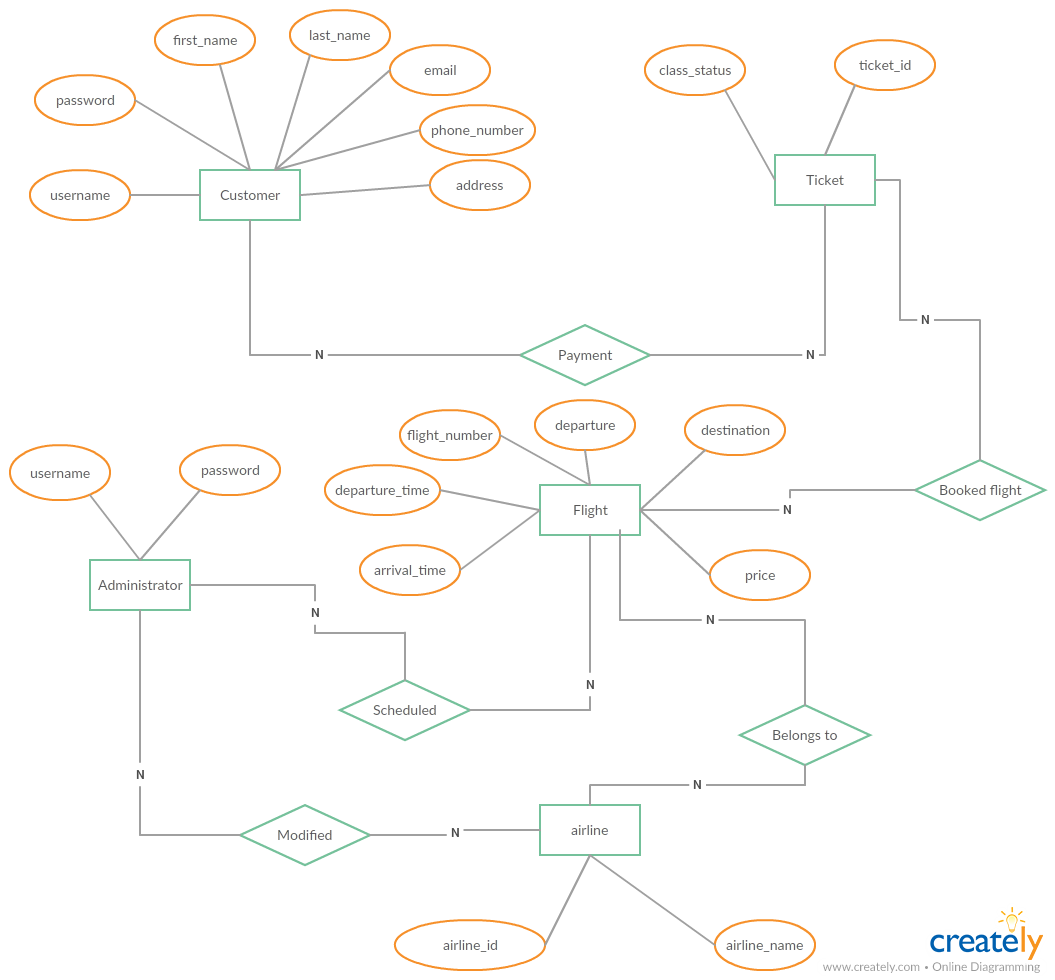 first_name
last_name
email
class_status
ticket_id
password
phone_number
Customer
username
address
Ticket
N
N
Payment
N
flight_number
departure
destination
username
password
departure_time
Flight
N
Booked flight
arrival_time
price
Administrator
N
N
Scheduled
N
Belongs to
N
N
Modified
N
airline
airline_id
airline_name
creately
www.creately.com • Online Diagramming